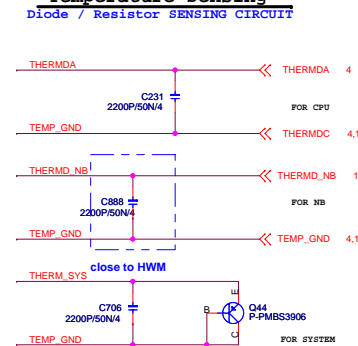 Temperature Sensing
Diode / Resistor SENSING CIRCUIT
THERMDA
THERMDA 4
C231
2200P/50N/4
FOR CPU
TEMP_GND
THERMDC 4,1
THERMD_NB
THERMD_NB 1
C888
2200P/50N/4
FOR NB
TEMP_GND
TEMP_GND 4,1
close to HWM
THERM_SYS
E
C706
2200P/50N/4
B
Q44
P-PMBS3906
C
TEMP_GND
FOR SYSTEM